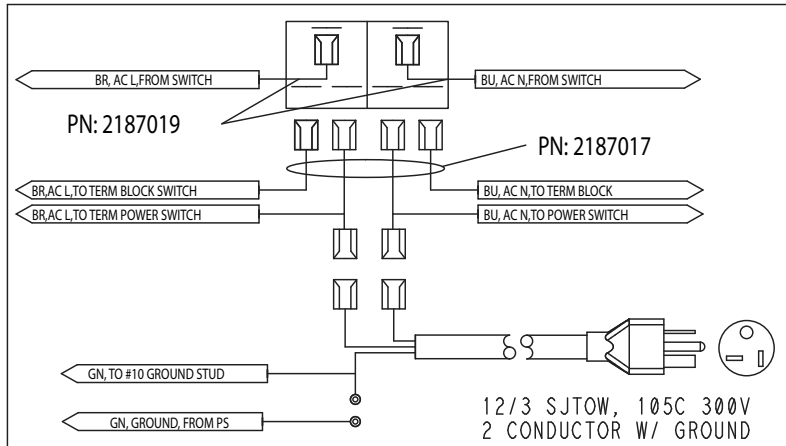 BR, AC L,FROM SWITCH
BU, AC N,FROM SWITCH
PN: 2187019
PN: 2187017
BR,AC L,TO TERM BLOCK SWITCH
BU, AC N,TO TERM BLOCK
BR,AC L,TO TERM POWER SWITCH
BU, AC N,TO POWER SWITCH
GN, TO #10 GROUND STUD
GN, GROUND, FROM PS
12/3 SJTOW, 105C 300V
2 CONDUCTOR W/ GROUND